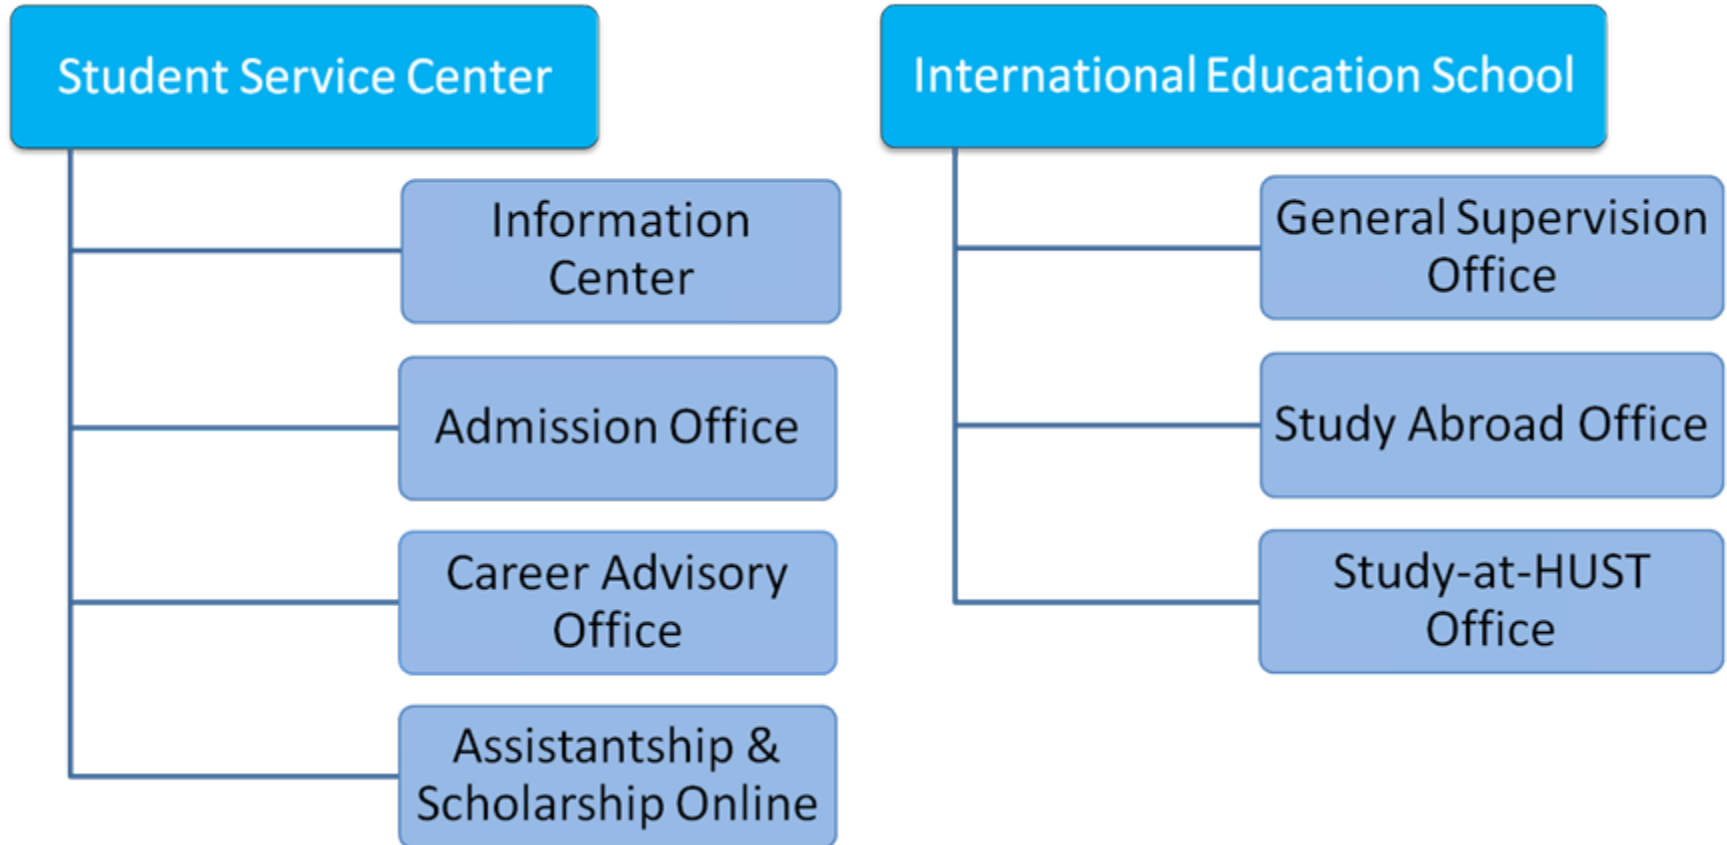 Student Service Center
Information
Center
Admission Office
Career Advisory
Office
Assistantship &
Scholarship Online
International Education School
General Supervision
Office
Study Abroad Office
Study-at-HUST
Office